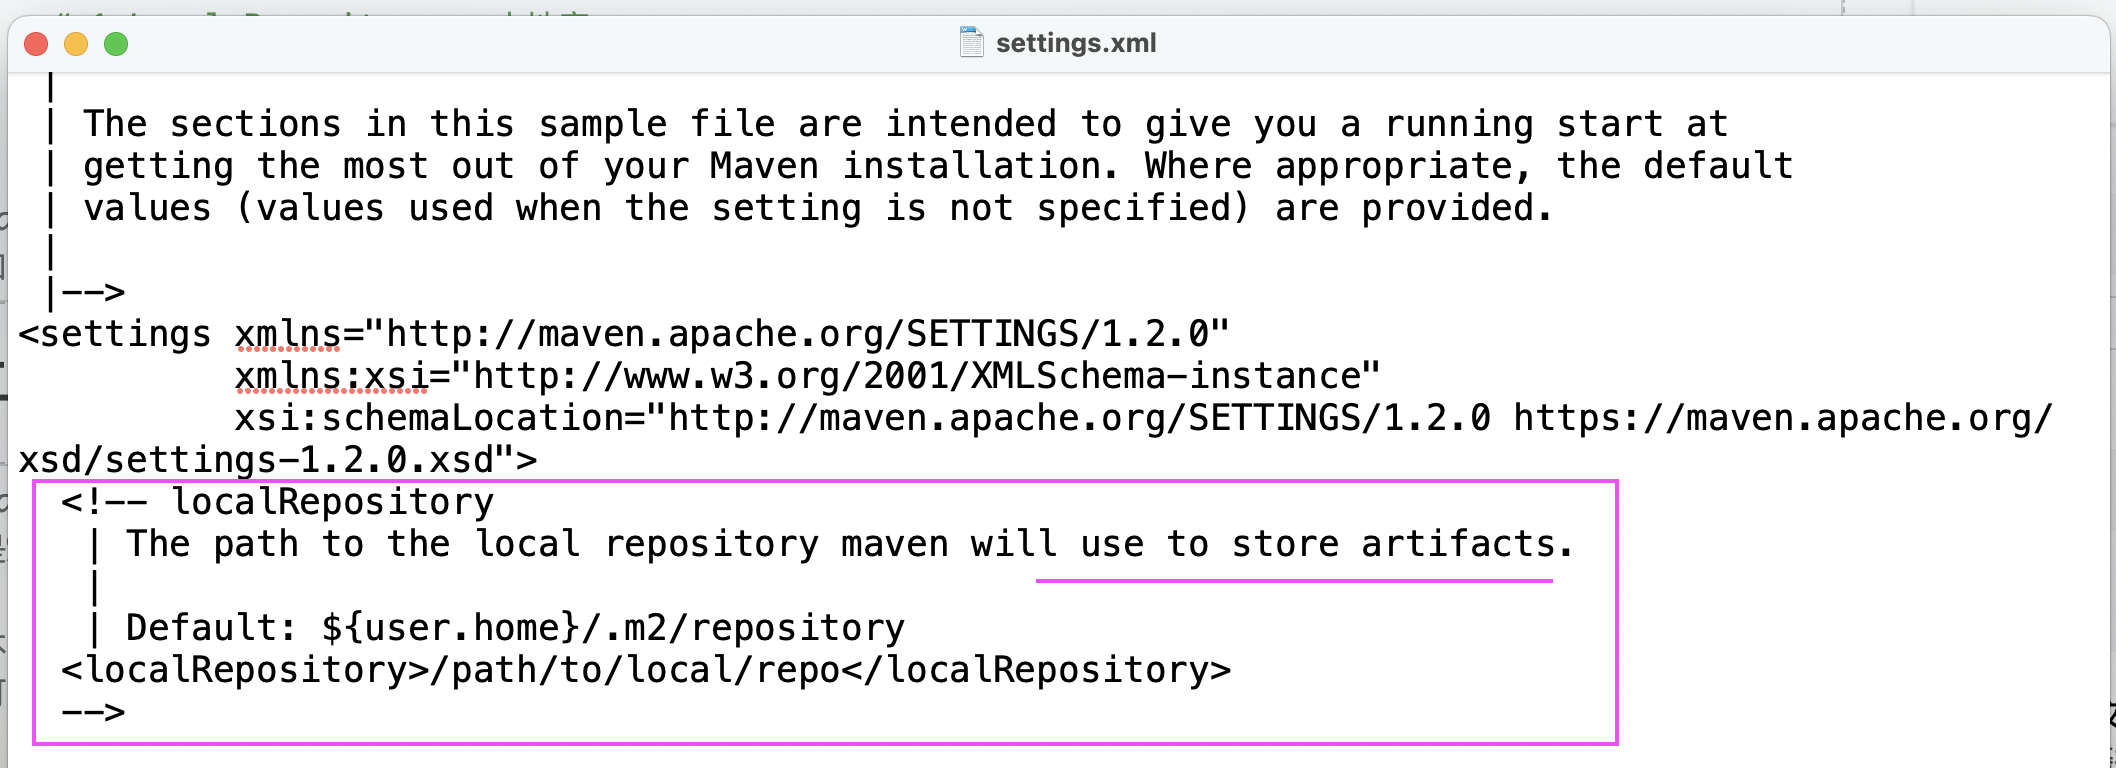 settings.xml
|
| The sections in this sample file are intended to give you a running start at
| getting the most out of your Maven installation. Where appropriate, the default
| values (values used when the setting is not specified) are provided.
|
|-->
<settings xmlns="http://maven.apache.org/SETTINGS/1.2.0"
xmlns:xsi="http://www.w3.org/2001/XMLSchema-instance"
xsi:schemaLocation="http://maven.apache.org/SETTINGS/1.2.0 https://maven.apache.org/
xsd/settings-1.2.0.xsd">
<!-- localRepository
| The path to the local repository maven will use to store artifacts.
|
| Default: ${user.home}/.m2/repository
<localRepository>/path/to/local/repo</localRepository>
-->